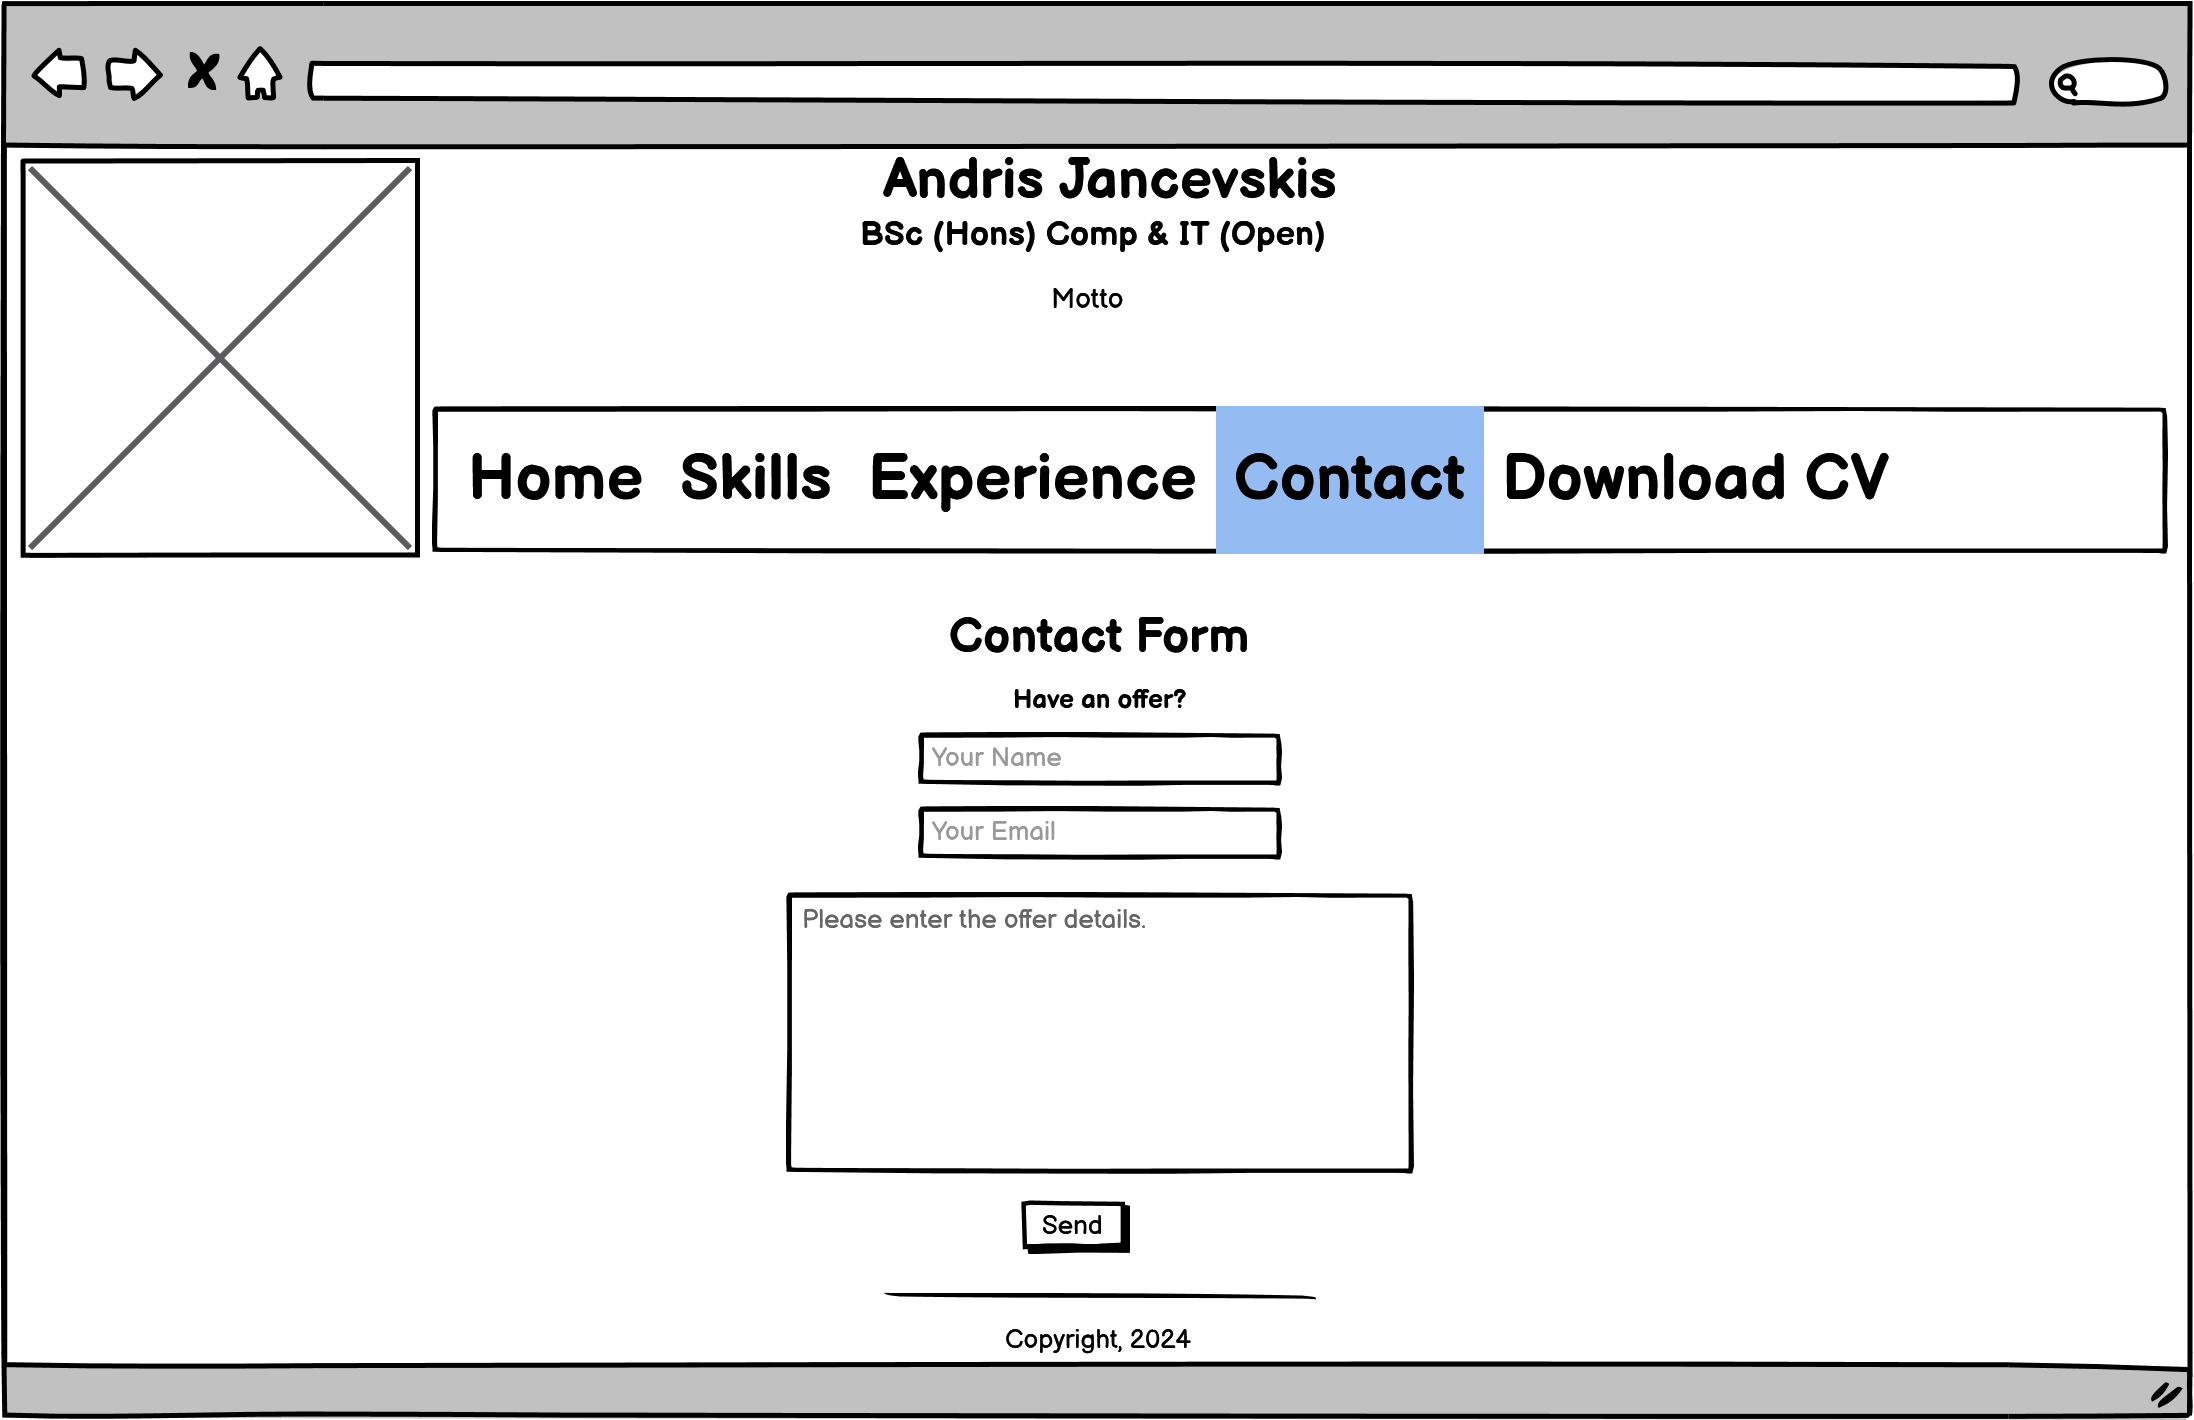 Andris Jancevskis
BSc (Hons) Comp & IT (Open)
Motto
Home Skills Experience Contact Download CV
Contact Form
Have an offer?
Your Name
Your Email
Please enter the offer details.
Send
Copyright, 2024